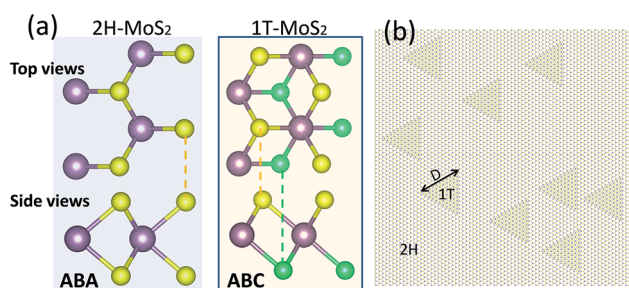 (a) 2H-MoS₂ 1T-MoS₂ (b)
Top views
D
1T
Side views
2H
ABA ABC